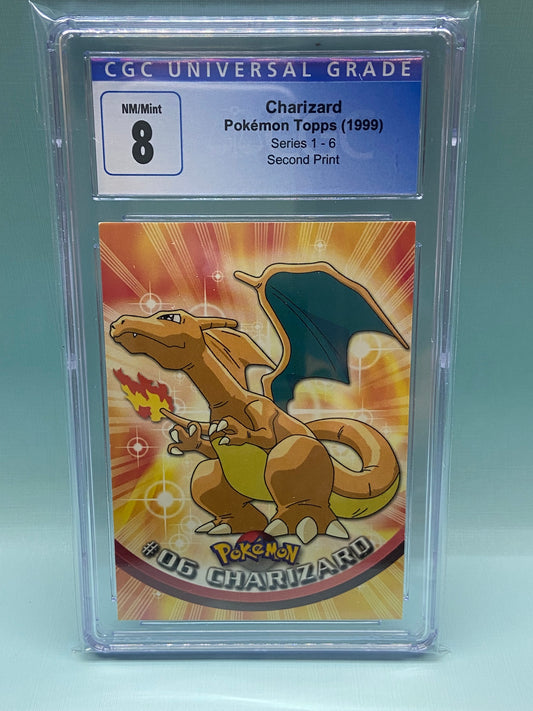 CGC UNIVERSAL GRADE
NM/Mint
8
Charizard
Pokémon Topps (1999)
Series 1 - 6
Second Print
POKéMON
#06 CHARIZARD